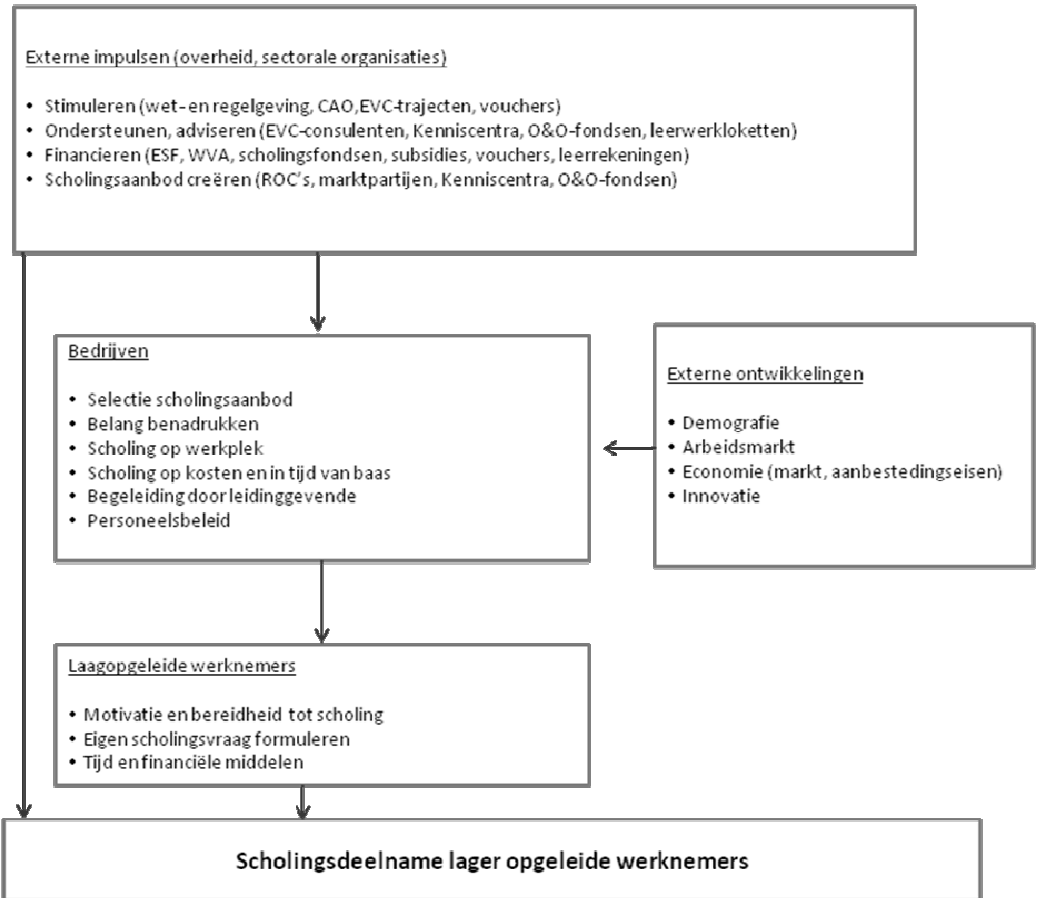 Externe impulsen (overheid, sectorale organisaties)
• Stimuleren (wet- en regelgeving, CAO,EVC-trajecten, vouchers)
• Ondersteunen, adviseren (EVC-consulenten, Kenniscentra, O&O-fondsen, leerwerkloketten)
• Financieren (ESF, WVA, scholingsfondsen, subsidies, vouchers, leerrekeningen)
• Scholingsaanbod creëren (ROC's, marktpartijen, Kenniscentra, O&O-fondsen)
Bedrijven
• Selectie scholingsaanbod
• Belang benadrukken
• Scholing op werkplek
• Scholing op kosten en in tijd van baas
• Begeleiding door leidinggevende
• Personeelsbeleid
Externe ontwikkelingen
• Demografie
• Arbeidsmarkt
• Economie (markt, aanbestedingseisen)
• Innovatie
Laagopgeleide werknemers
• Motivatie en bereidheid tot scholing
• Eigen scholingsvraag formuleren
• Tijd en financiële middelen
Scholingsdeelname lager opgeleide werknemers